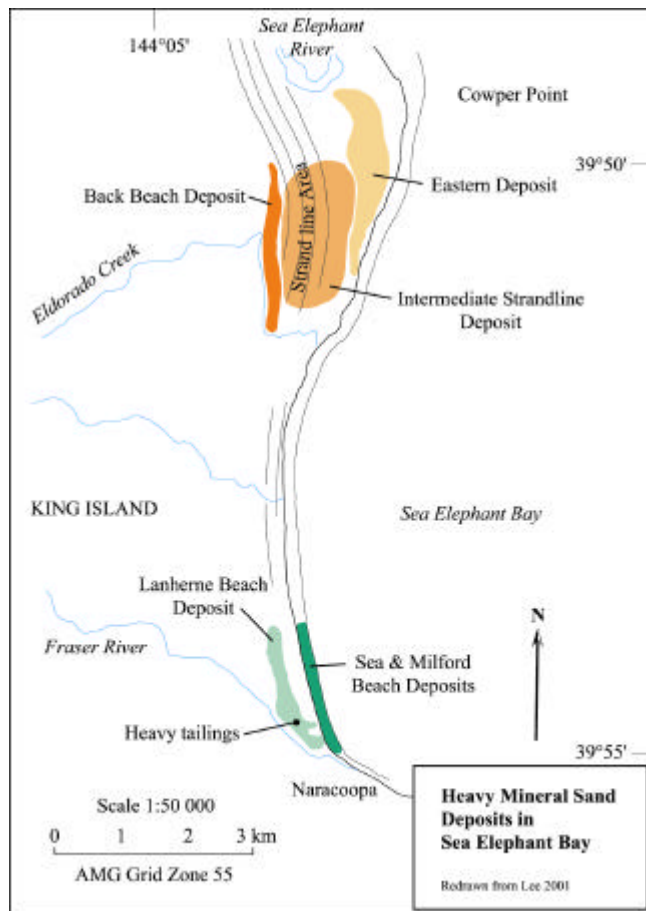 Sea Elephant
River
144°05'
Cowper Point
39°50'
Back Beach Deposit
Eastern Deposit
Strand line Area
Eldorado Creek
Intermediate Strandline
Deposit
KING ISLAND
Sea Elephant Bay
Lanherne Beach
Deposit
N
Fraser River
Sea & Milford
Beach Deposits
Heavy tailings
39°55'
Naracoopa
Scale 1:50 000
0 1 2 3 km
AMG Grid Zone 55
Heavy Mineral Sand
Deposits in
Sea Elephant Bay
Redrawn from Lee 2001